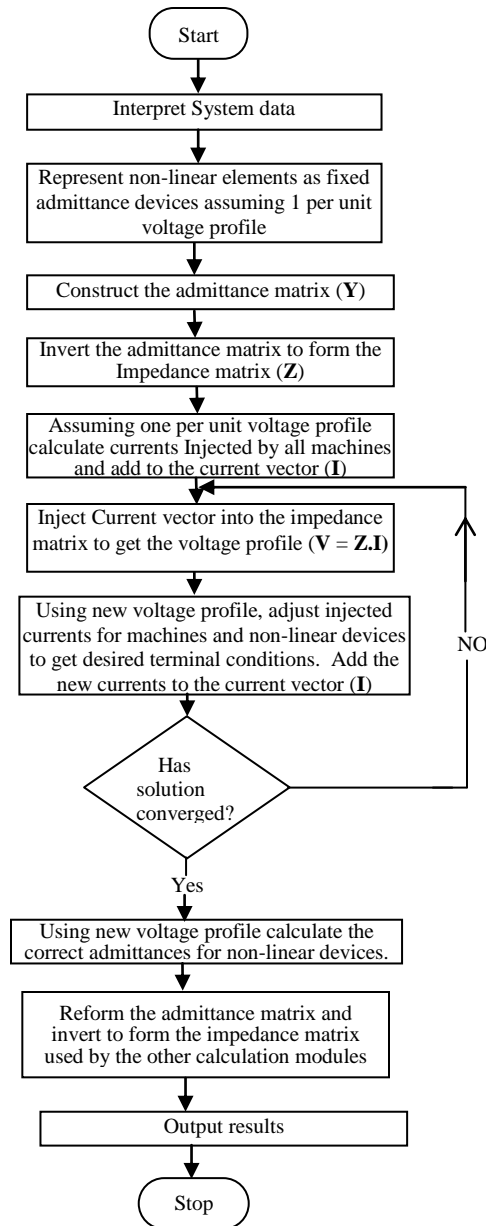 Start
Interpret System data
Represent non-linear elements as fixed
admittance devices assuming 1 per unit
voltage profile
Construct the admittance matrix (Y)
Invert the admittance matrix to form the
Impedance matrix (Z)
Assuming one per unit voltage profile
calculate currents Injected by all machines
and add to the current vector (I)
Inject Current vector into the impedance
matrix to get the voltage profile (V = Z.I)
Using new voltage profile, adjust injected
currents for machines and non-linear devices
to get desired terminal conditions. Add the
new currents to the current vector (I)
NO
Has
solution
converged?
Yes
Using new voltage profile calculate the
correct admittances for non-linear devices.
Reform the admittance matrix and
invert to form the impedance matrix
used by the other calculation modules
Output results
Stop